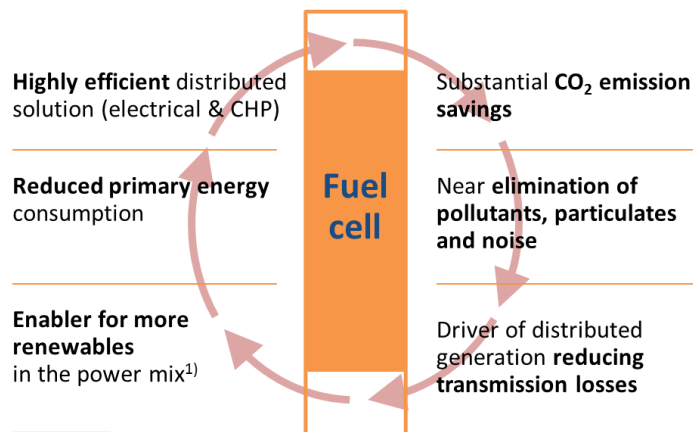 Highly efficient distributed
solution (electrical & CHP)
Reduced primary energy
consumption
Enabler for more
renewables
in the power mix¹⁾
Fuel
cell
Substantial CO₂ emission
savings
Near elimination of
pollutants, particulates
and noise
Driver of distributed
generation reducing
transmission losses